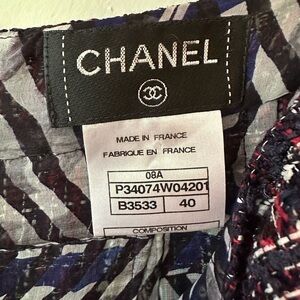 CHANEL
MADE IN FRANCE
FABRIQUE EN FRANCE
08A
P34074W04201
B3533 40
COMPOSITION